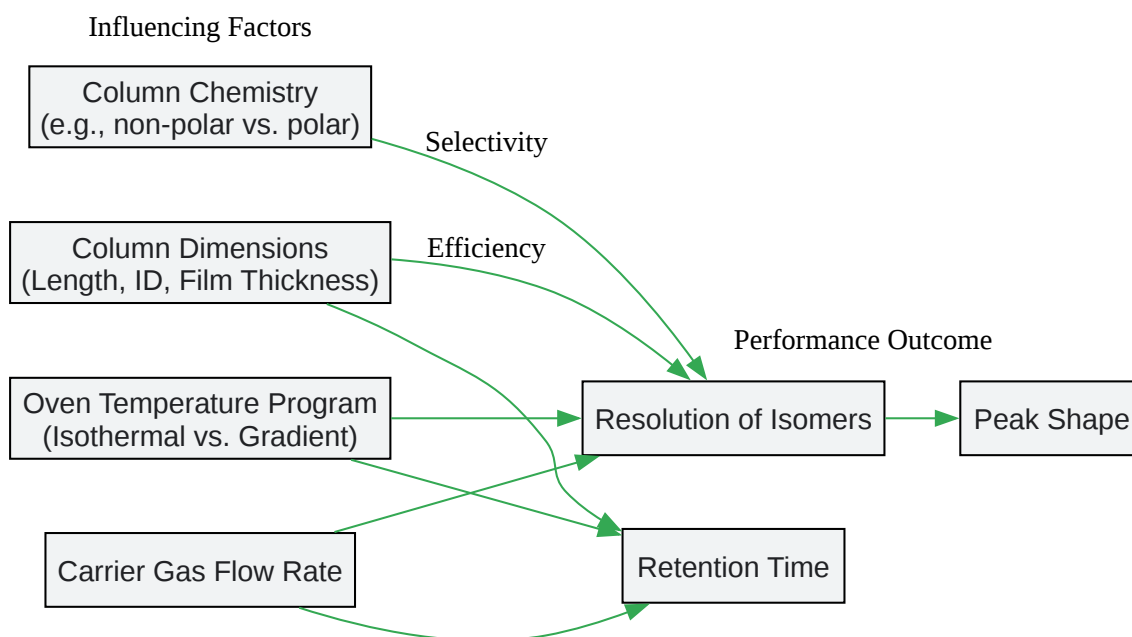 Influencing Factors
Column Chemistry
(e.g., non-polar vs. polar)
Selectivity
Column Dimensions
(Length, ID, Film Thickness)
Efficiency
Performance Outcome
Oven Temperature Program
(Isothermal vs. Gradient)
Resolution of Isomers
Peak Shape
Carrier Gas Flow Rate
Retention Time